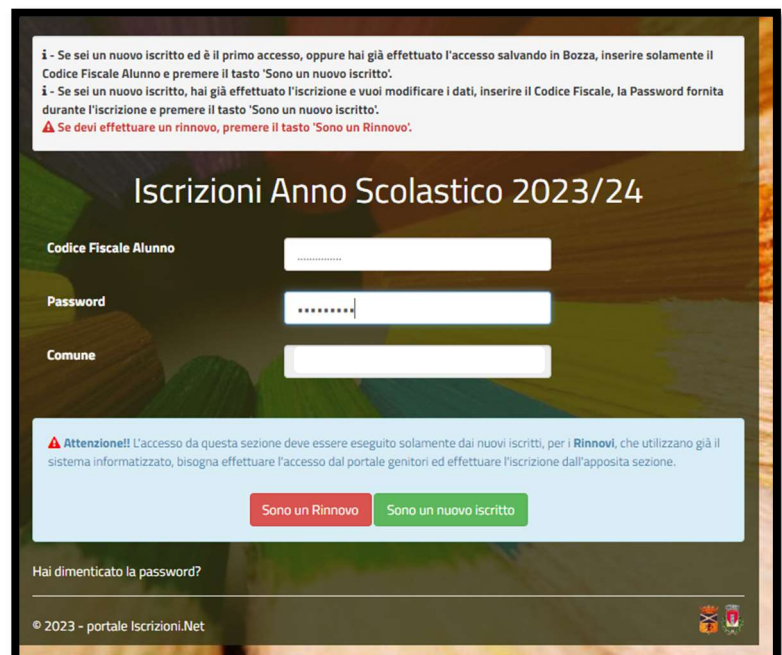 i - Se sei un nuovo iscritto ed è il primo accesso, oppure hai già effettuato l'accesso salvando in Bozza, inserire solamente il
Codice Fiscale Alunno e premere il tasto 'Sono un nuovo iscritto'.
i - Se sei un nuovo iscritto, hai già effettuato l'iscrizione e vuoi modificare i dati, inserire il Codice Fiscale, la Password fornita
durante l'iscrizione e premere il tasto 'Sono un nuovo iscritto'.
Se devi effettuare un rinnovo, premere il tasto 'Sono un Rinnovo'.
Iscrizioni Anno Scolastico 2023/24
Codice Fiscale Alunno
Password
Comune
Attenzione!! L'accesso da questa sezione deve essere eseguito solamente dai nuovi iscritti, per i Rinnovi, che utilizzano già il
sistema informatizzato, bisogna effettuare l'accesso dal portale genitori ed effettuare l'iscrizione dall'apposita sezione.
Sono un Rinnovo Sono un nuovo iscritto
Hai dimenticato la password?
© 2023 - portale Iscrizioni.Net